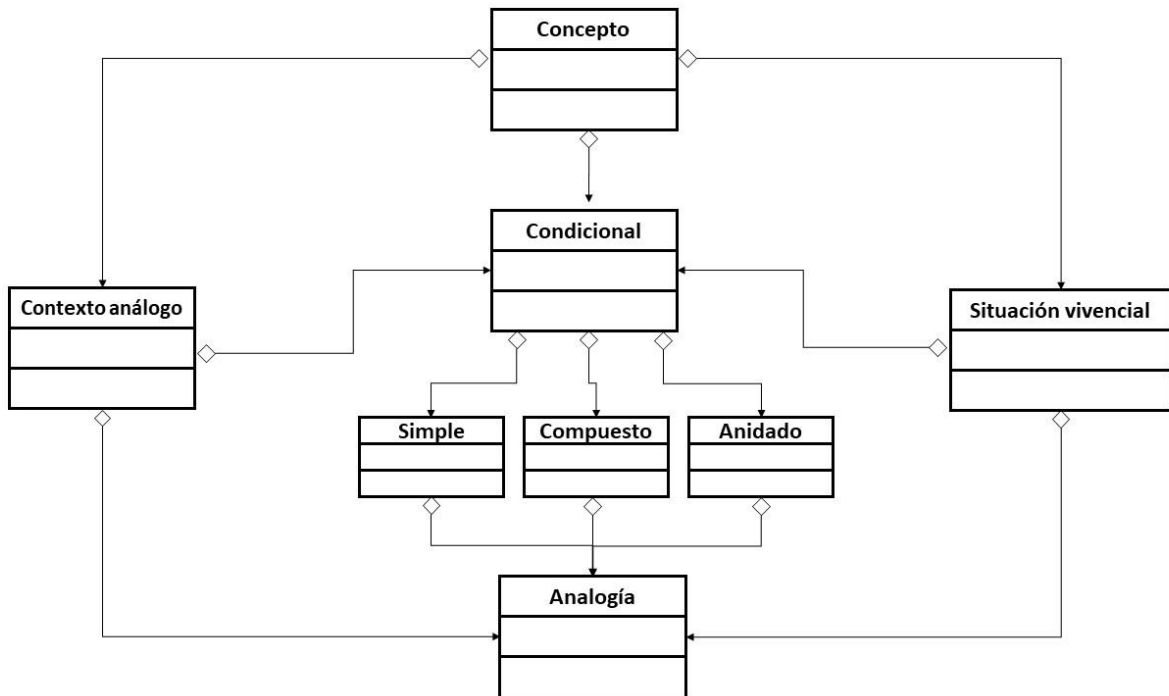 Concepto
Condicional
Contexto análogo
Situación vivencial
Simple
Compuesto
Anidado
Analogía